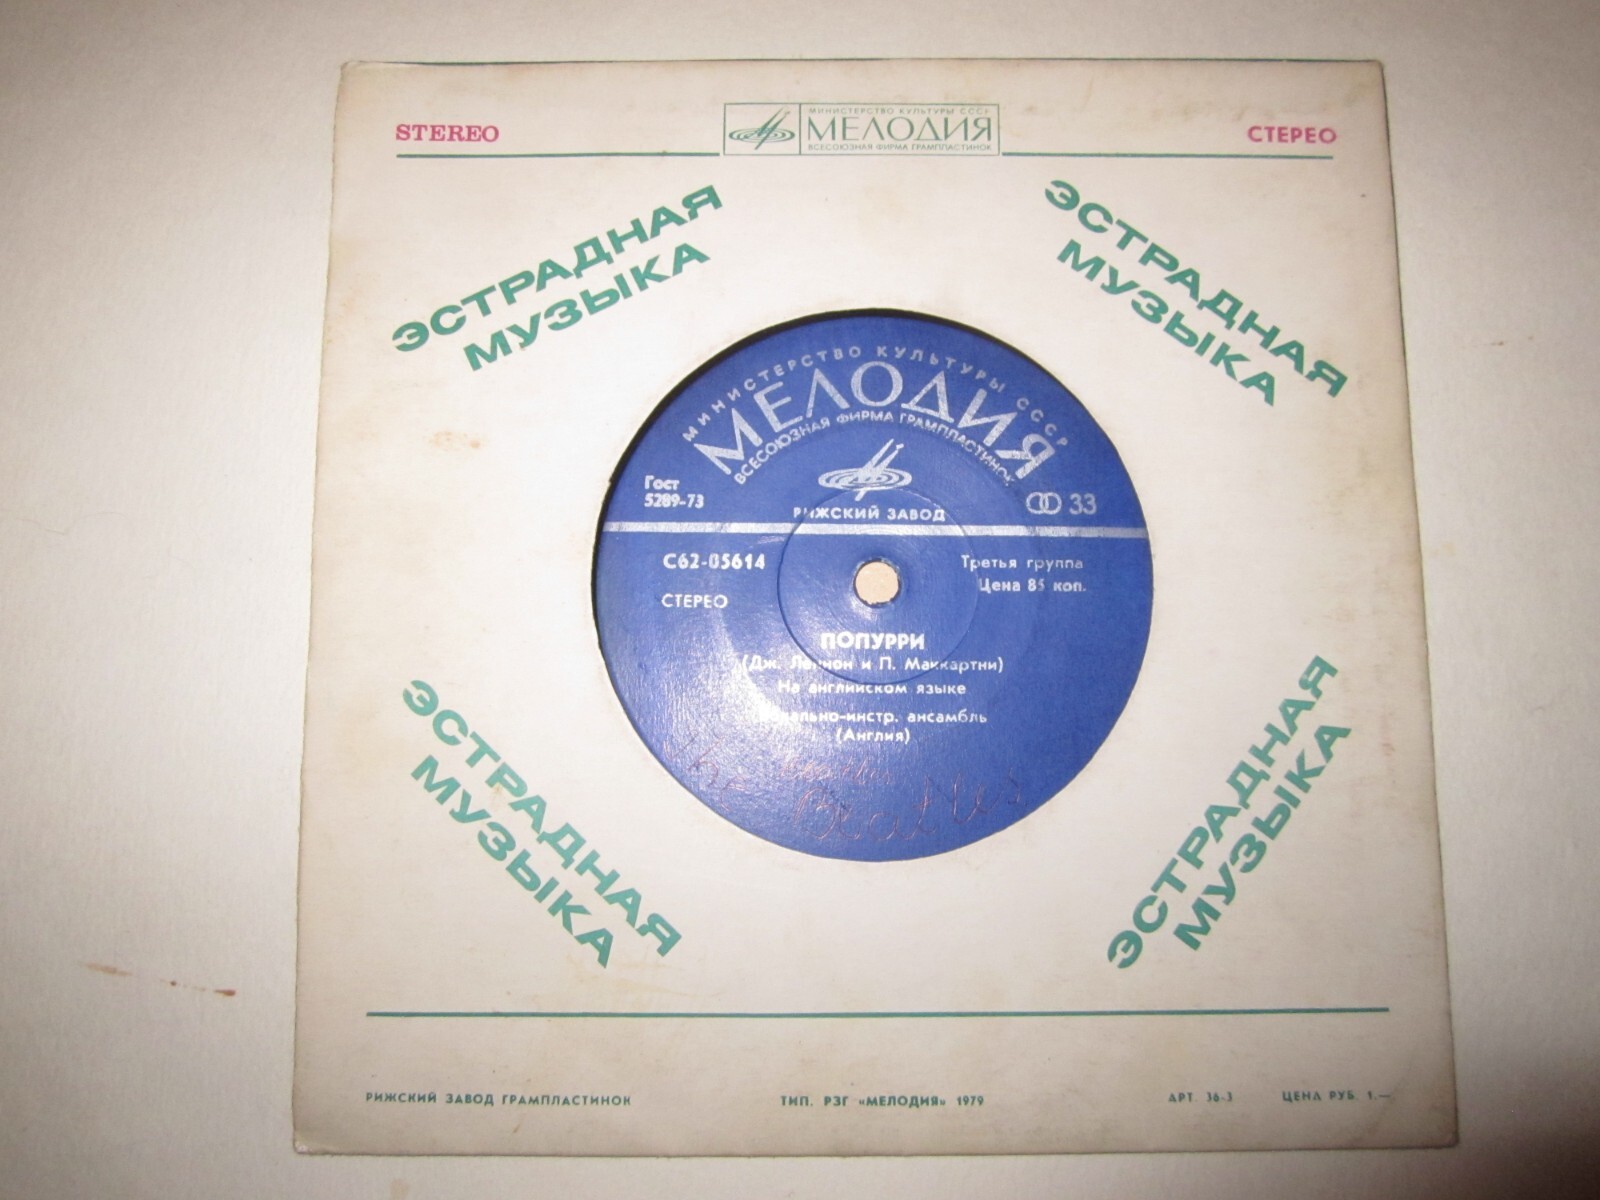 STEREO
МИНИСТЕРСТВО КУЛЬТУРЫ СССР
МЕЛОДИЯ
ВСЕСОЮЗНАЯ ФИРМА ГРАМПЛАСТИНОК
СТЕРЕО
ЭСТРАДНАЯ
МУЗЫКА
ЭСТРАДНАЯ
МУЗЫКА
МИНИСТЕРСТВО КУЛЬТУРЫ СССР
МЕЛОДИЯ
ВСЕСОЮЗНАЯ ФИРМА ГРАМПЛАСТИНОК
Гост
5289-73
РИЖСКИЙ ЗАВОД
33
С62-05614
Третья группа
Цена 85 коп.
СТЕРЕО
ПОПУРРИ
(Дж. Леннон и П. Маккартни)
На английском языке
Вокально-инстр. ансамбль
(Англия)
the Beatles
ЭСТРАДНАЯ
МУЗЫКА
ЭСТРАДНАЯ
МУЗЫКА
РИЖСКИЙ ЗАВОД ГРАМПЛАСТИНОК
ТИП. РЗГ «МЕЛОДИЯ» 1979
АРТ. 36-3
ЦЕНА РУБ. 1.—